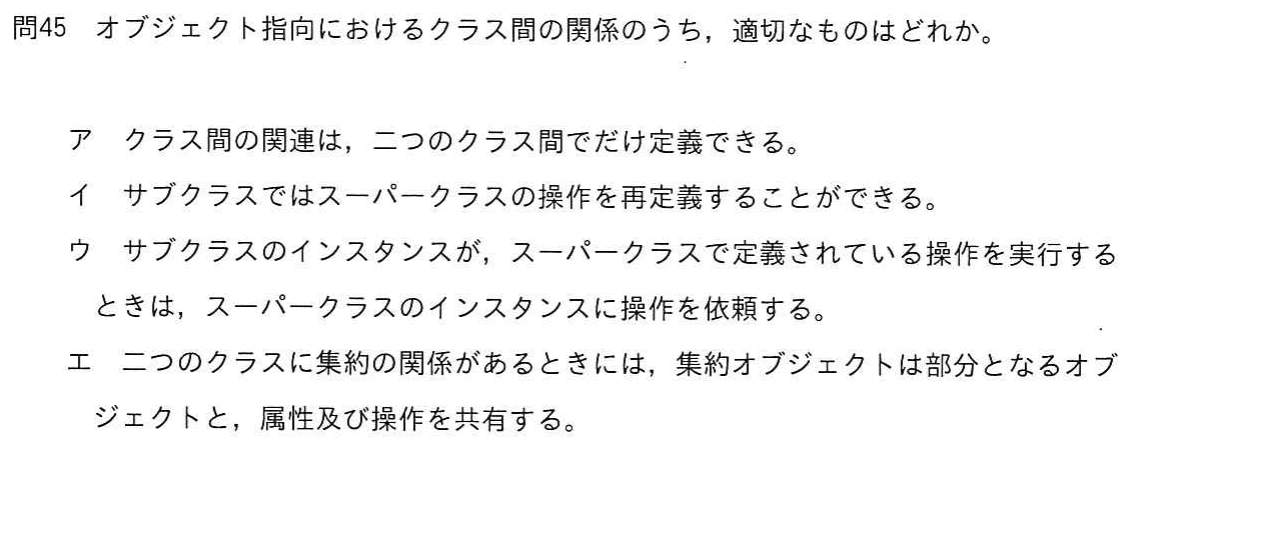 問45　オブジェクト指向におけるクラス間の関係のうち，適切なものはどれか。
ア　クラス間の関連は，二つのクラス間でだけ定義できる。
イ　サブクラスではスーパークラスの操作を再定義することができる。
ウ　サブクラスのインスタンスが，スーパークラスで定義されている操作を実行する
ときは，スーパークラスのインスタンスに操作を依頼する。
エ　二つのクラスに集約の関係があるときには，集約オブジェクトは部分となるオブ
ジェクトと，属性及び操作を共有する。